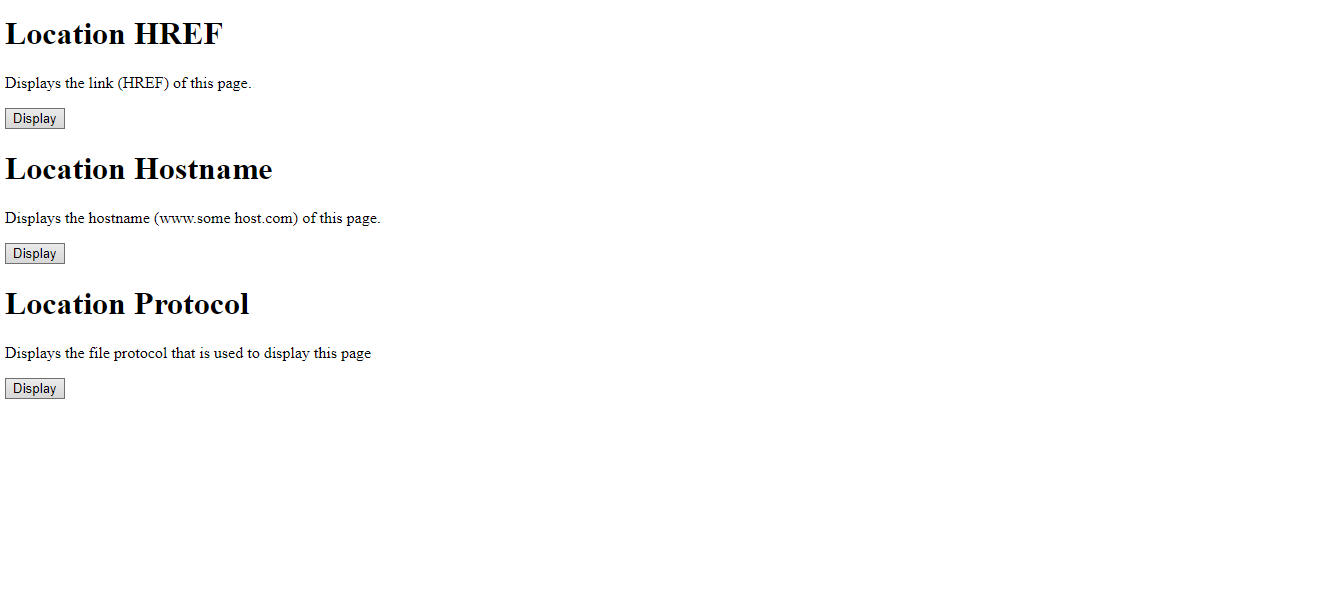 Location HREF
Displays the link (HREF) of this page.
Display
Location Hostname
Displays the hostname (www.some host.com) of this page.
Display
Location Protocol
Displays the file protocol that is used to display this page
Display